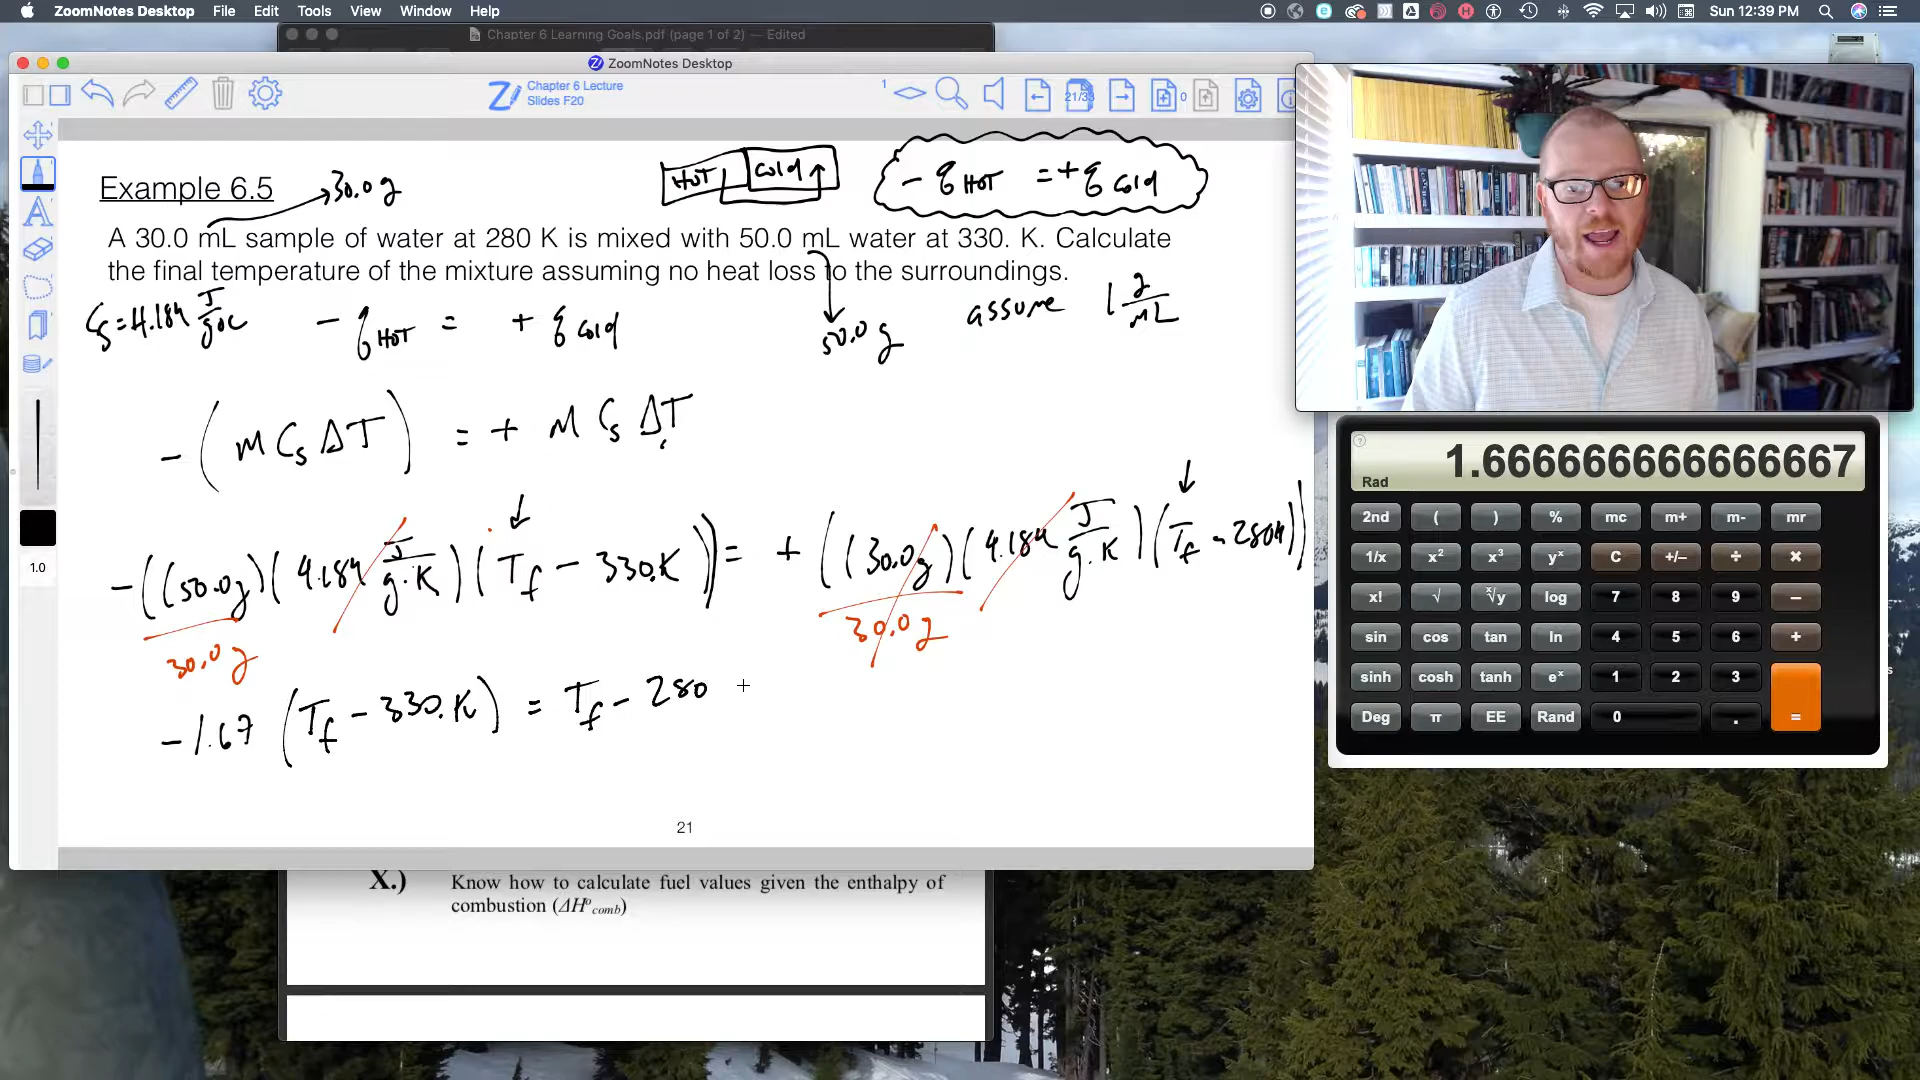 ZoomNotes Desktop File Edit Tools View Window Help Sun 12:39 PM
Chapter 6 Learning Goals.pdf (page 1 of 2) — Edited
ZoomNotes Desktop
Chapter 6 Lecture
Slides F20
1 21/33 0
Example 6.5
→ 30.0 g
HOT Cold ↑
- q HOT = + q Cold
A 30.0 mL sample of water at 280 K is mixed with 50.0 mL water at 330. K. Calculate
the final temperature of the mixture assuming no heat loss to the surroundings.
Cs = 4.184 J/g°C
- q HOT = + q Cold
50.0 g
assume 1 g/mL
- (m Cs ΔT) = + m Cs ΔT
- ((50.0g)(4.184 J/g·K)(Tf - 330.K)) = + ((30.0g)(4.184 J/g·K)(Tf - 280K))
30.0 g 30.0 g
- 1.67 (Tf - 330.K) = Tf - 280
21
1.0
X.) Know how to calculate fuel values given the enthalpy of
combustion (ΔH°comb)
1.666666666666667
Rad
2nd ( ) % mc m+ m- mr
1/x x² x³ yˣ C +/− ÷ ×
x! √ ˣ√y log 7 8 9 −
sin cos tan ln 4 5 6 +
sinh cosh tanh eˣ 1 2 3
Deg π EE Rand 0 . =